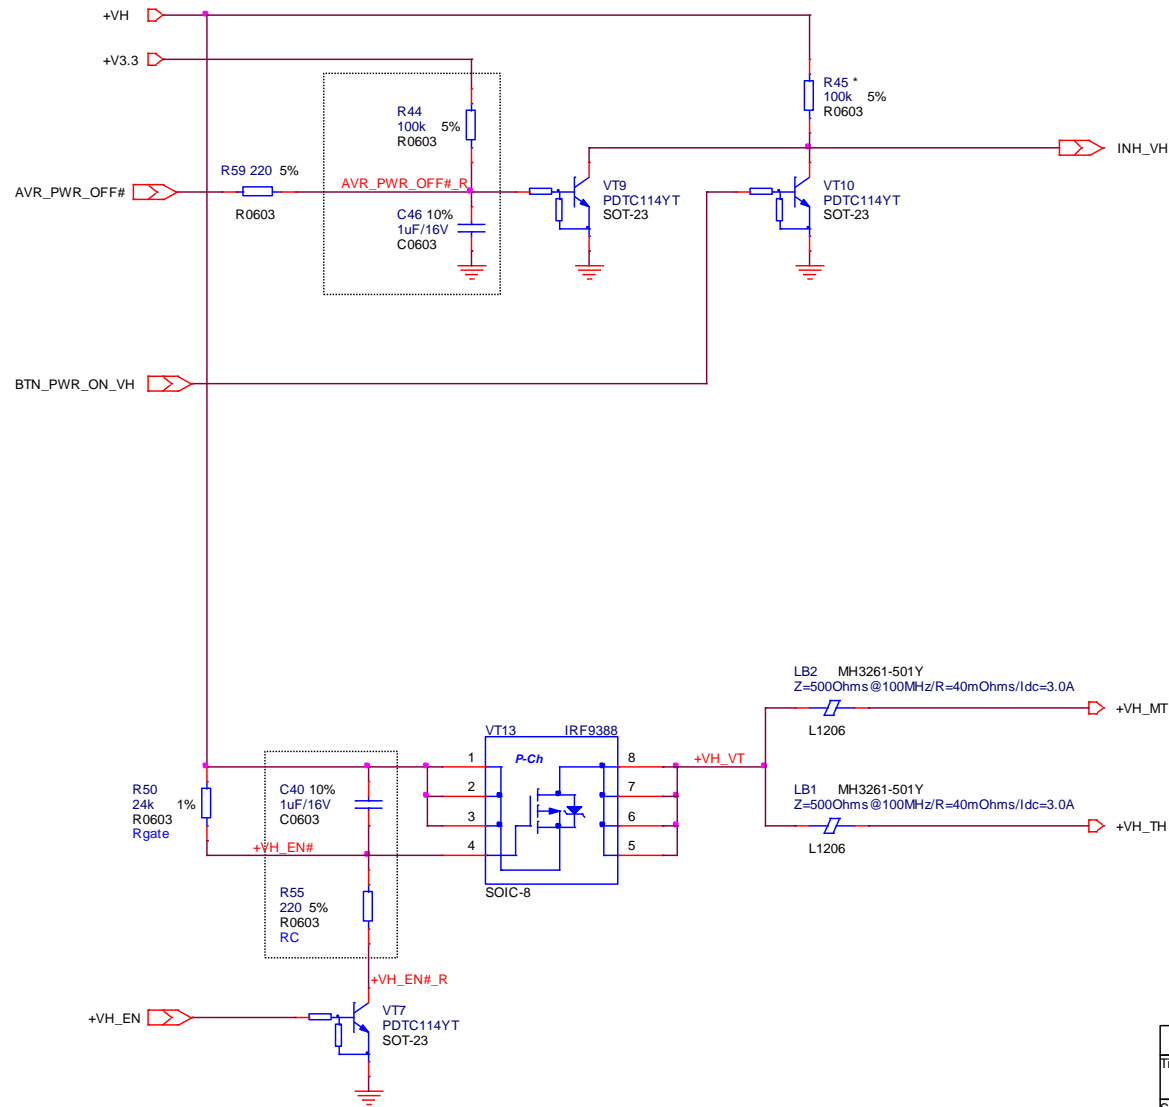 +VH
+V3.3
R45 *
100k 5%
R0603
R44
100k 5%
R0603
INH_VH
R59 220 5%
AVR_PWR_OFF#
AVR_PWR_OFF#_R
R0603
VT9
PDTC114YT
SOT-23
VT10
PDTC114YT
SOT-23
C46 10%
1uF/16V
C0603
BTN_PWR_ON_VH
LB2 MH3261-501Y
Z=500Ohms@100MHz/R=40mOhms/Idc=3.0A
+VH_MT
L1206
VT13 IRF9388
1
2
3
4
P-Ch
8
7
6
5
SOIC-8
+VH_VT
LB1 MH3261-501Y
Z=500Ohms@100MHz/R=40mOhms/Idc=3.0A
+VH_TH
L1206
R50
24k 1%
R0603
Rgate
C40 10%
1uF/16V
C0603
+VH_EN#
R55
220 5%
R0603
RC
+VH_EN#_R
+VH_EN
VT7
PDTC114YT
SOT-23